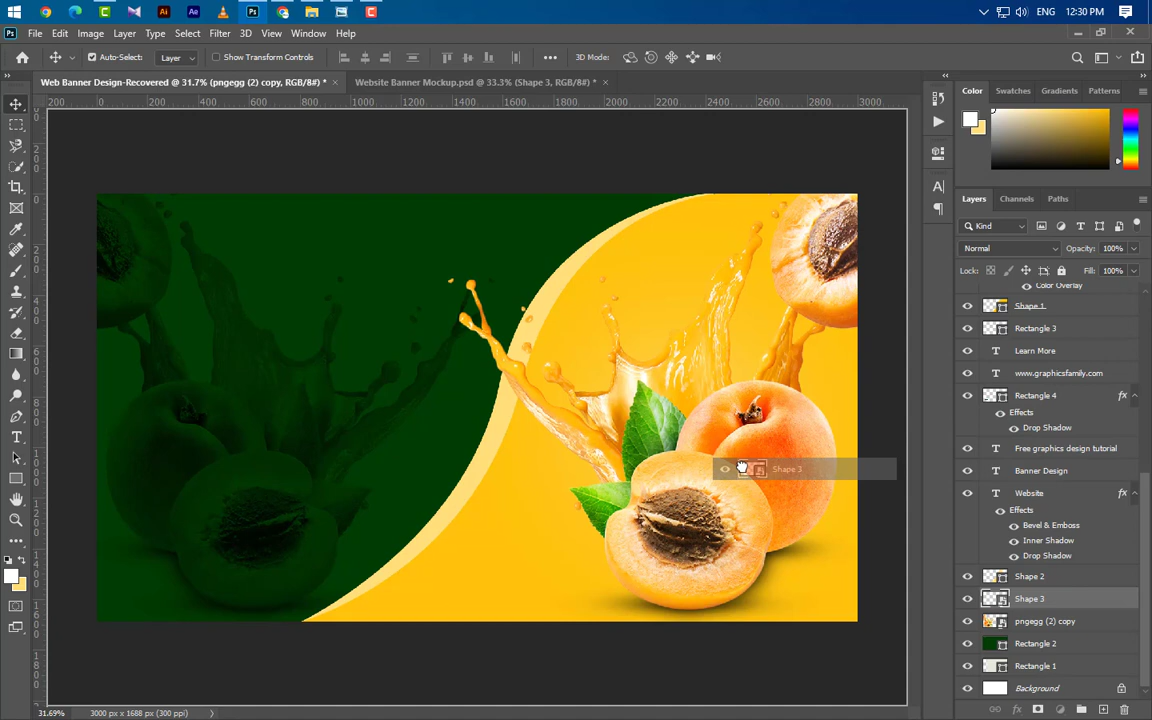 ENG 12:30 PM
Ps File Edit Image Layer Type Select Filter 3D View Window Help
Auto-Select: Layer Show Transform Controls 3D Mode:
Web Banner Design-Recovered @ 31.7% (pngegg (2) copy, RGB/8#) * × Website Banner Mockup.psd @ 33.3% (Shape 3, RGB/8#) * ×
200 0 200 400 600 800 1000 1200 1400 1600 1800 2000 2200 2400 2600 2800 3000
Color Swatches Gradients Patterns
Layers Channels Paths
Kind
Normal Opacity: 100%
Lock: Fill: 100%
Color Overlay
Shape 1
Rectangle 3
Learn More
www.graphicsfamily.com
Rectangle 4 fx
Effects
Drop Shadow
Free graphics design tutorial
Shape 3
Banner Design
Website fx
Effects
Bevel & Emboss
Inner Shadow
Drop Shadow
Shape 2
Shape 3
pngegg (2) copy
Rectangle 2
Rectangle 1
Background
31.69% 3000 px x 1688 px (300 ppi)